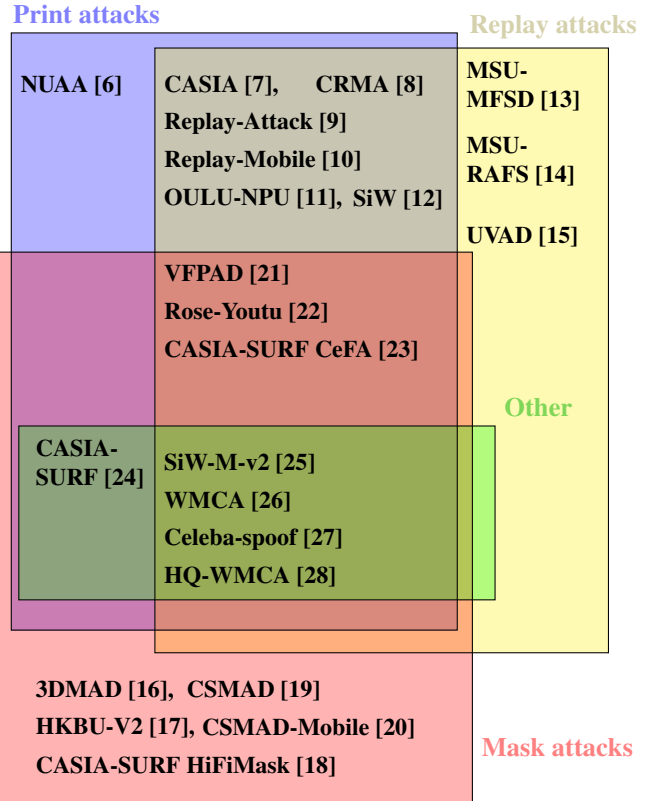 Print attacks
Replay attacks
NUAA [6]
CASIA [7], CRMA [8]
Replay-Attack [9]
Replay-Mobile [10]
OULU-NPU [11], SiW [12]
MSU-
MFSD [13]
MSU-
RAFS [14]
UVAD [15]
VFPAD [21]
Rose-Youtu [22]
CASIA-SURF CeFA [23]
Other
CASIA-
SURF [24]
SiW-M-v2 [25]
WMCA [26]
Celeba-spoof [27]
HQ-WMCA [28]
3DMAD [16], CSMAD [19]
HKBU-V2 [17], CSMAD-Mobile [20]
CASIA-SURF HiFiMask [18]
Mask attacks